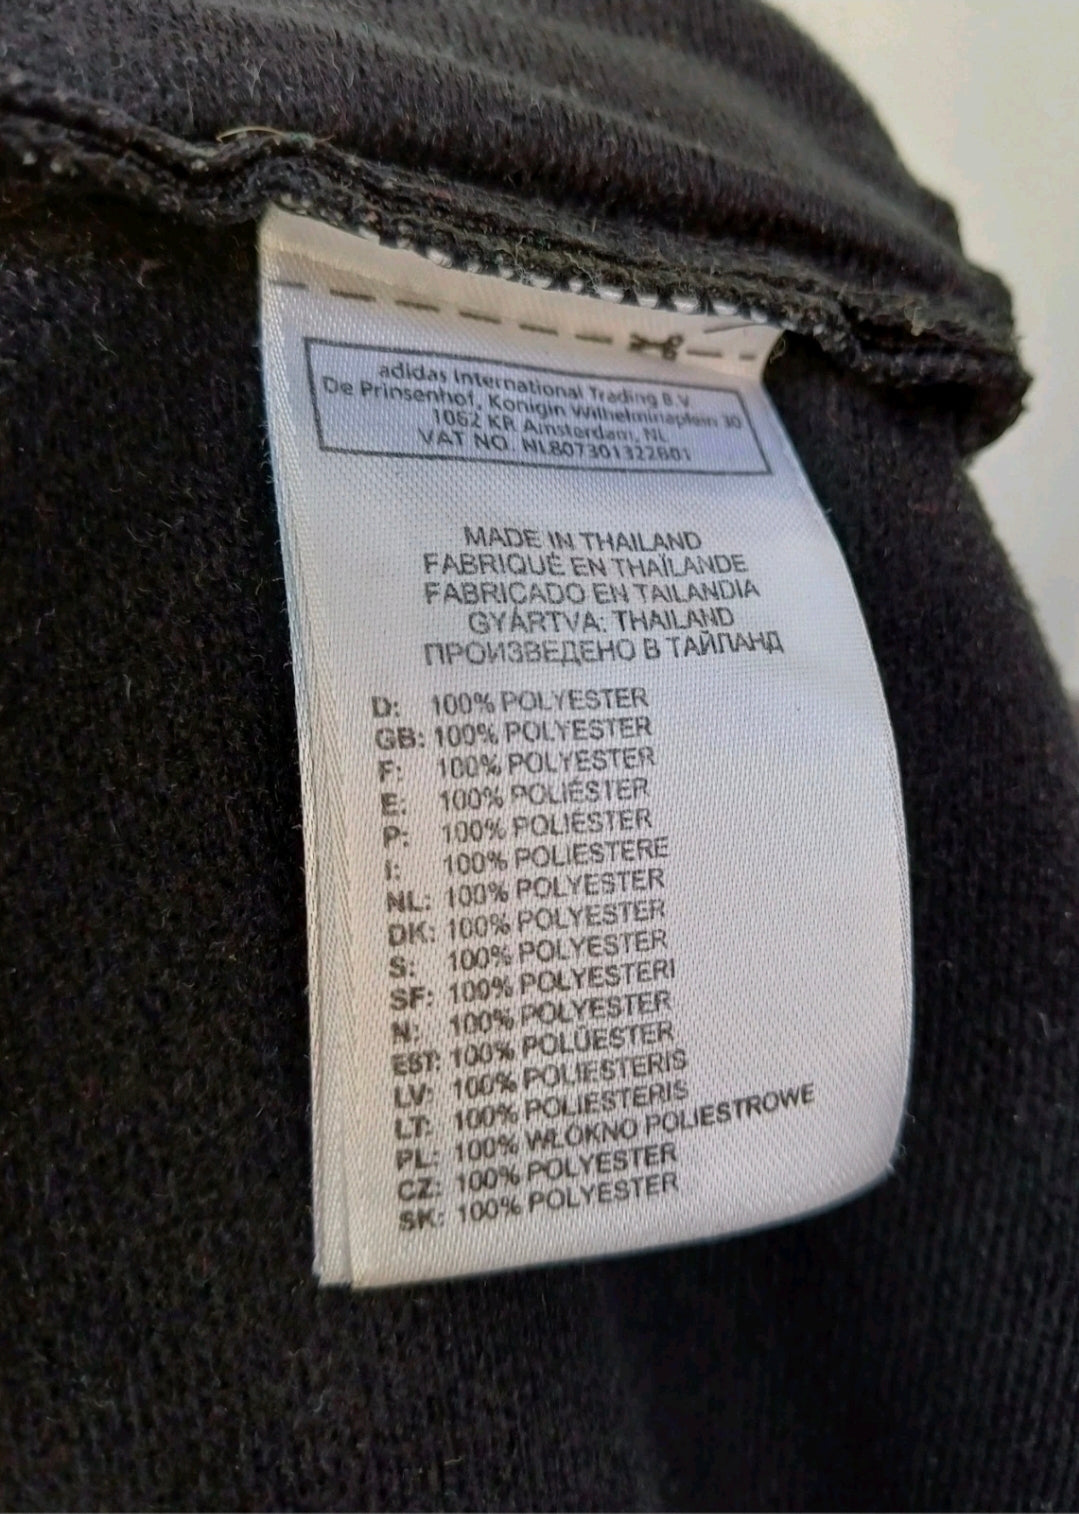 adidas International Trading B.V
De Prinsenhof, Konigin Wilhelminaplein 30
1062 KR Amsterdam, NL
VAT NO. NL807301322B01
MADE IN THAILAND
FABRIQUÉ EN THAÏLANDE
FABRICADO EN TAILANDIA
GYÁRTVA: THAILAND
ПРОИЗВЕДЕНО В ТАЙЛАНД
D: 100% POLYESTER
GB: 100% POLYESTER
F: 100% POLYESTER
E: 100% POLIÉSTER
P: 100% POLIÉSTER
I: 100% POLIESTERE
NL: 100% POLYESTER
DK: 100% POLYESTER
S: 100% POLYESTER
SF: 100% POLYESTERI
N: 100% POLYESTER
EST: 100% POLÜESTER
LV: 100% POLIESTERIS
LT: 100% POLIESTERIS
PL: 100% WŁOKNO POLIESTROWE
CZ: 100% POLYESTER
SK: 100% POLYESTER